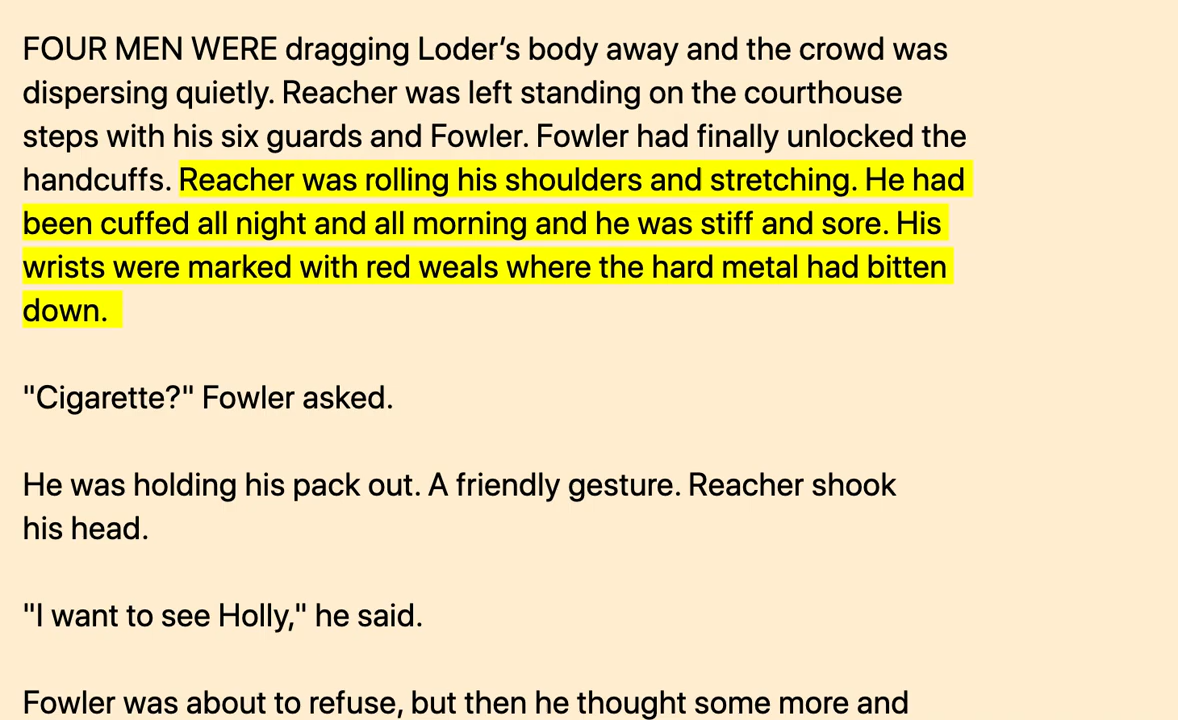 FOUR MEN WERE dragging Loder’s body away and the crowd was
dispersing quietly. Reacher was left standing on the courthouse
steps with his six guards and Fowler. Fowler had finally unlocked the
handcuffs. Reacher was rolling his shoulders and stretching. He had
been cuffed all night and all morning and he was stiff and sore. His
wrists were marked with red weals where the hard metal had bitten
down.
"Cigarette?" Fowler asked.
He was holding his pack out. A friendly gesture. Reacher shook
his head.
"I want to see Holly," he said.
Fowler was about to refuse, but then he thought some more and